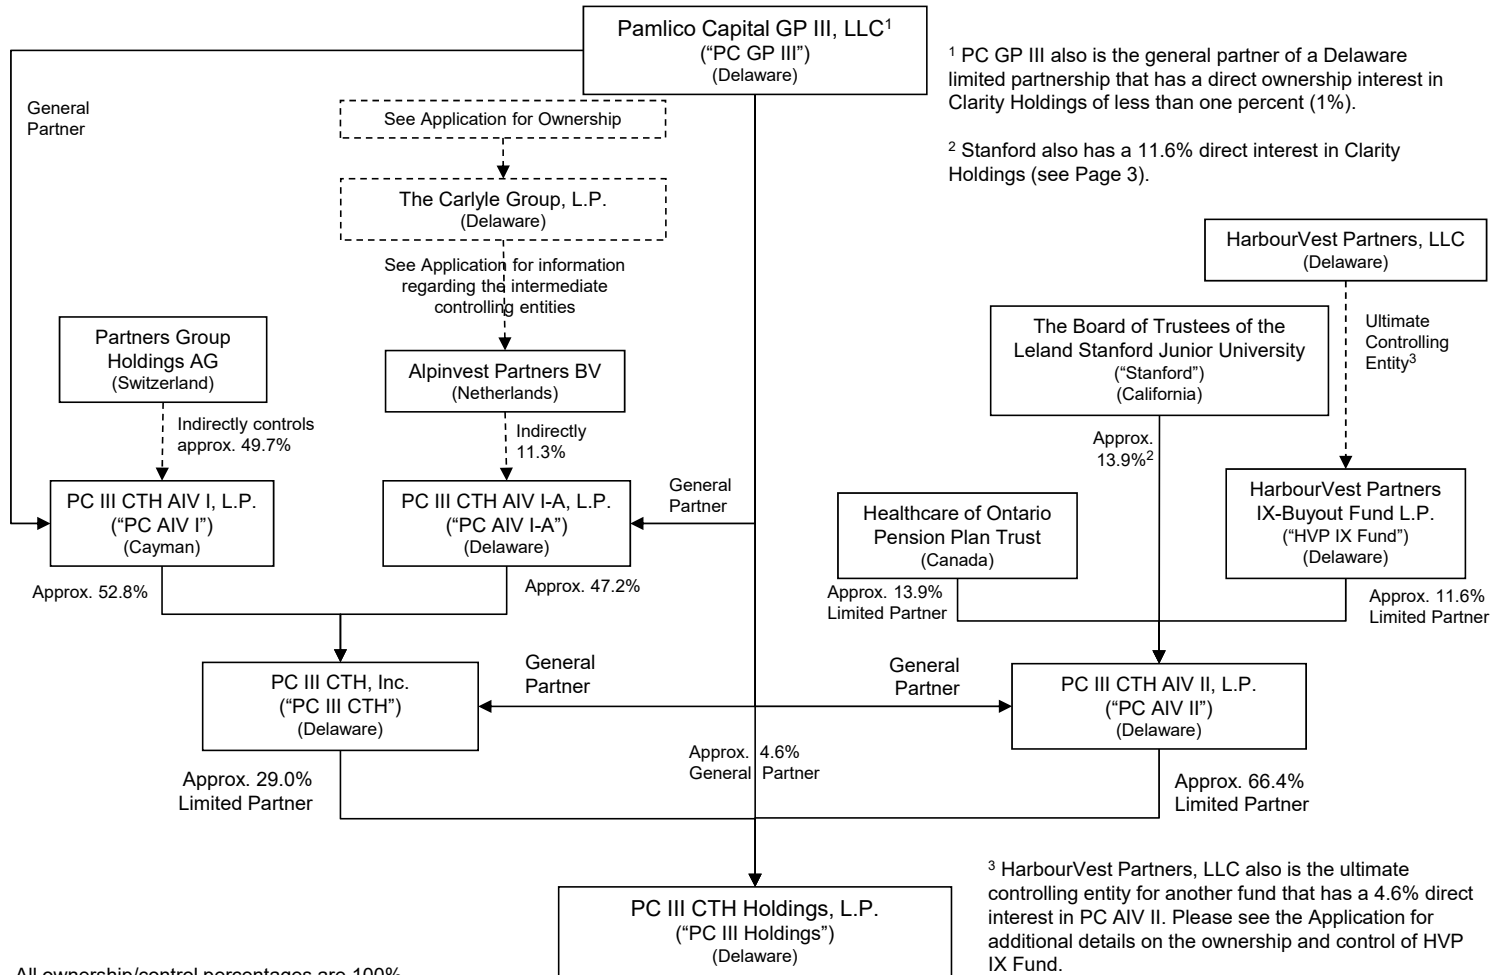 Pamlico Capital GP III, LLC¹
(“PC GP III”)
(Delaware)
¹ PC GP III also is the general partner of a Delaware
limited partnership that has a direct ownership interest in
Clarity Holdings of less than one percent (1%).
² Stanford also has a 11.6% direct interest in Clarity
Holdings (see Page 3).
General
Partner
See Application for Ownership
The Carlyle Group, L.P.
(Delaware)
See Application for information
regarding the intermediate
controlling entities
HarbourVest Partners, LLC
(Delaware)
Ultimate
Controlling
Entity³
Partners Group
Holdings AG
(Switzerland)
Alpinvest Partners BV
(Netherlands)
The Board of Trustees of the
Leland Stanford Junior University
(“Stanford”)
(California)
Indirectly controls
approx. 49.7%
Indirectly
11.3%
Approx.
13.9%²
PC III CTH AIV I, L.P.
(“PC AIV I”)
(Cayman)
PC III CTH AIV I-A, L.P.
(“PC AIV I-A”)
(Delaware)
General
Partner
Healthcare of Ontario
Pension Plan Trust
(Canada)
HarbourVest Partners
IX-Buyout Fund L.P.
(“HVP IX Fund”)
(Delaware)
Approx. 52.8%
Approx. 47.2%
Approx. 13.9%
Limited Partner
Approx. 11.6%
Limited Partner
PC III CTH, Inc.
(“PC III CTH”)
(Delaware)
General
Partner
General
Partner
PC III CTH AIV II, L.P.
(“PC AIV II”)
(Delaware)
Approx. 29.0%
Limited Partner
Approx. 4.6%
General Partner
Approx. 66.4%
Limited Partner
PC III CTH Holdings, L.P.
(“PC III Holdings”)
(Delaware)
³ HarbourVest Partners, LLC also is the ultimate
controlling entity for another fund that has a 4.6% direct
interest in PC AIV II. Please see the Application for
additional details on the ownership and control of HVP
IX Fund.
All ownership/control percentages are 100%